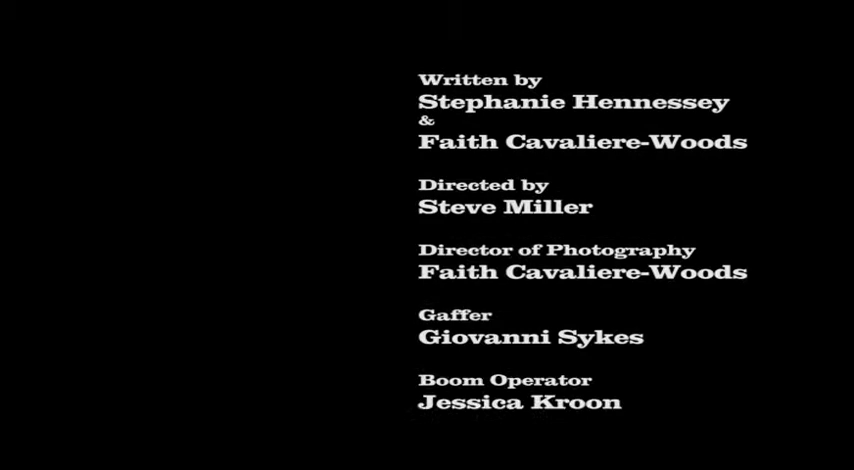 Written by
Stephanie Hennessey
&
Faith Cavaliere-Woods
Directed by
Steve Miller
Director of Photography
Faith Cavaliere-Woods
Gaffer
Giovanni Sykes
Boom Operator
Jessica Kroon